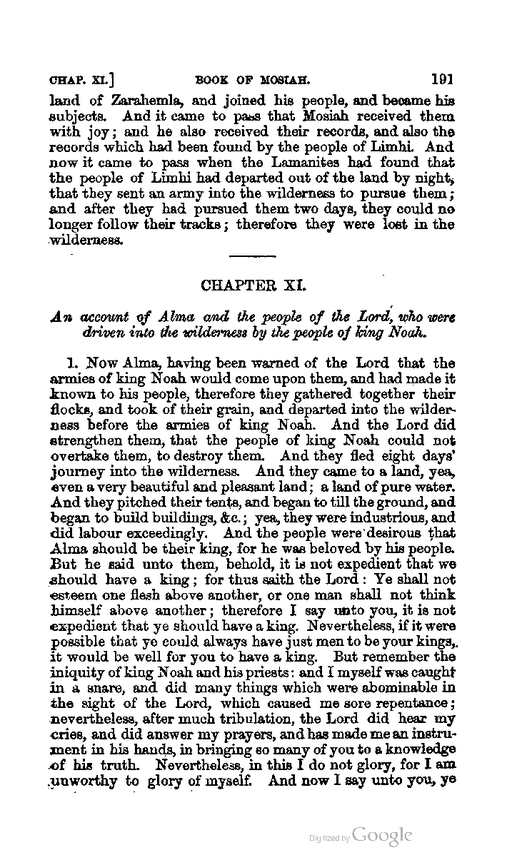 CHAP. XI.] BOOK OF MOSIAH. 191
land of Zarahemla, and joined his people, and became his
subjects. And it came to pass that Mosiah received them
with joy; and he also received their records, and also the
records which had been found by the people of Limhi. And
now it came to pass when the Lamanites had found that
the people of Limhi had departed out of the land by night,
that they sent an army into the wilderness to pursue them;
and after they had pursued them two days, they could no
longer follow their tracks; therefore they were lost in the
wilderness.
CHAPTER XI.
An account of Alma and the people of the Lord, who were
driven into the wilderness by the people of king Noah.
1. Now Alma, having been warned of the Lord that the
armies of king Noah would come upon them, and had made it
known to his people, therefore they gathered together their
flocks, and took of their grain, and departed into the wilder-
ness before the armies of king Noah. And the Lord did
strengthen them, that the people of king Noah could not
overtake them, to destroy them. And they fled eight days'
journey into the wilderness. And they came to a land, yea,
even a very beautiful and pleasant land; a land of pure water.
And they pitched their tents, and began to till the ground, and
began to build buildings, &c.; yea, they were industrious, and
did labour exceedingly. And the people were desirous that
Alma should be their king, for he was beloved by his people.
But he said unto them, behold, it is not expedient that we
should have a king; for thus saith the Lord: Ye shall not
esteem one flesh above another, or one man shall not think
himself above another; therefore I say unto you, it is not
expedient that ye should have a king. Nevertheless, if it were
possible that ye could always have just men to be your kings,
it would be well for you to have a king. But remember the
iniquity of king Noah and his priests: and I myself was caught
in a snare, and did many things which were abominable in
the sight of the Lord, which caused me sore repentance;
nevertheless, after much tribulation, the Lord did hear my
cries, and did answer my prayers, and has made me an instru-
ment in his hands, in bringing so many of you to a knowledge
of his truth. Nevertheless, in this I do not glory, for I am
unworthy to glory of myself. And now I say unto you, ye
Digitized by Google